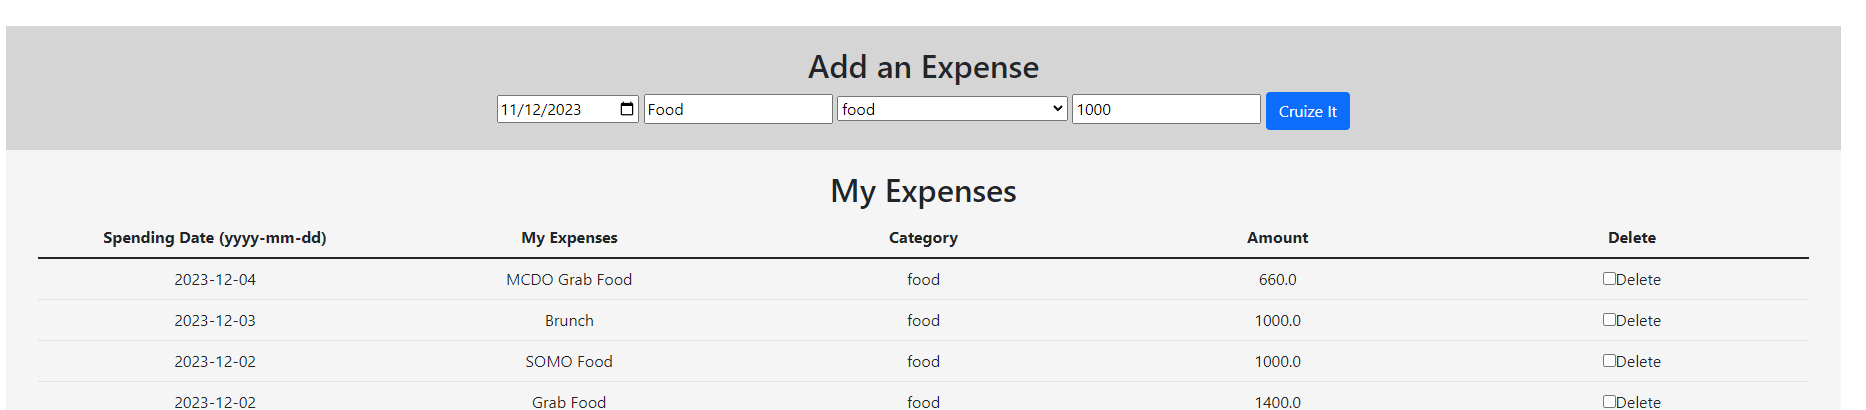 Add an Expense
11/12/2023 Food food 1000 Cruize It
My Expenses
Spending Date (yyyy-mm-dd) My Expenses Category Amount Delete
2023-12-04 MCDO Grab Food food 660.0 Delete
2023-12-03 Brunch food 1000.0 Delete
2023-12-02 SOMO Food food 1000.0 Delete
2023-12-02 Grab Food food 1400.0 Delete